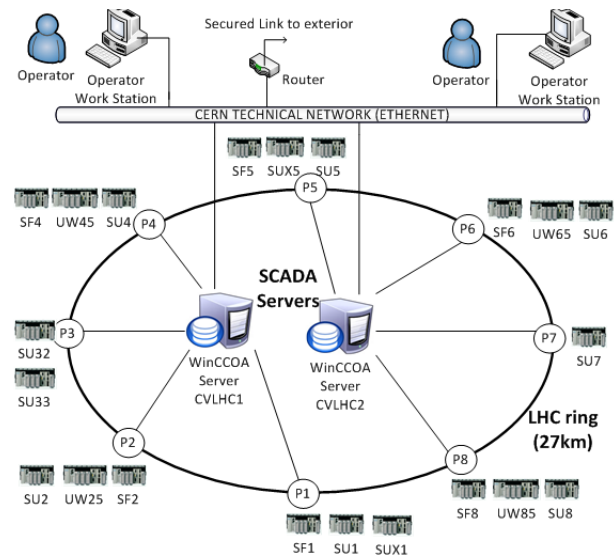 Secured Link to exterior
Operator
Operator
Work Station
Router
Operator
Operator
Work Station
CERN TECHNICAL NETWORK (ETHERNET)
SF5 SUX5 SU5
P5
SF4 UW45 SU4
P4
P6
SF6 UW65 SU6
SCADA
Servers
P3
SU32
SU33
WinCCOA
Server
CVLHC1
WinCCOA
Server
CVLHC2
P7
SU7
LHC ring
(27km)
P2
SU2 UW25 SF2
P8
SF8 UW85 SU8
P1
SF1 SU1 SUX1